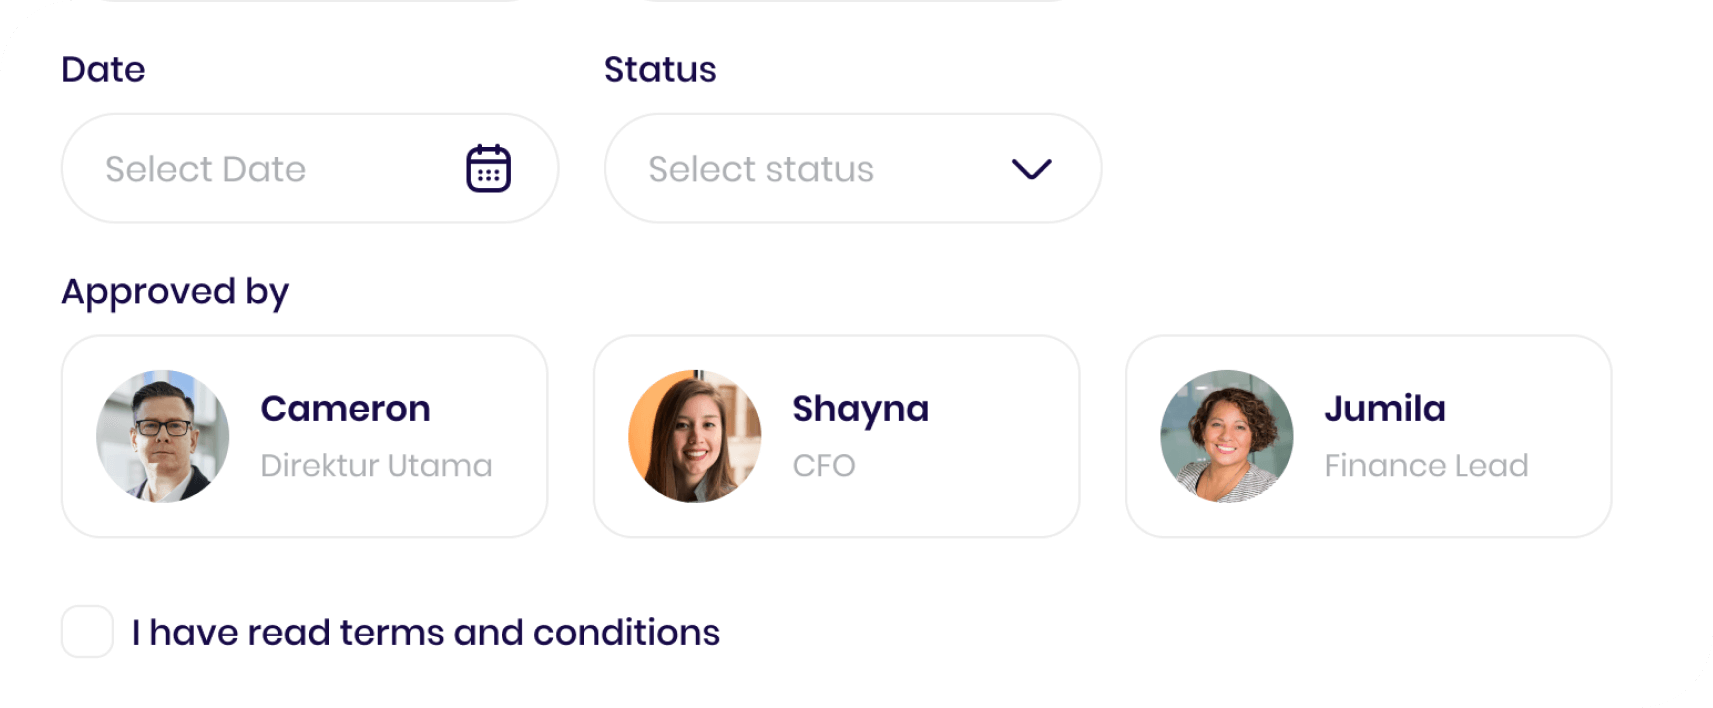 Date
Status
Select Date
Select status
Approved by
Cameron
Direktur Utama
Shayna
CFO
Jumila
Finance Lead
I have read terms and conditions